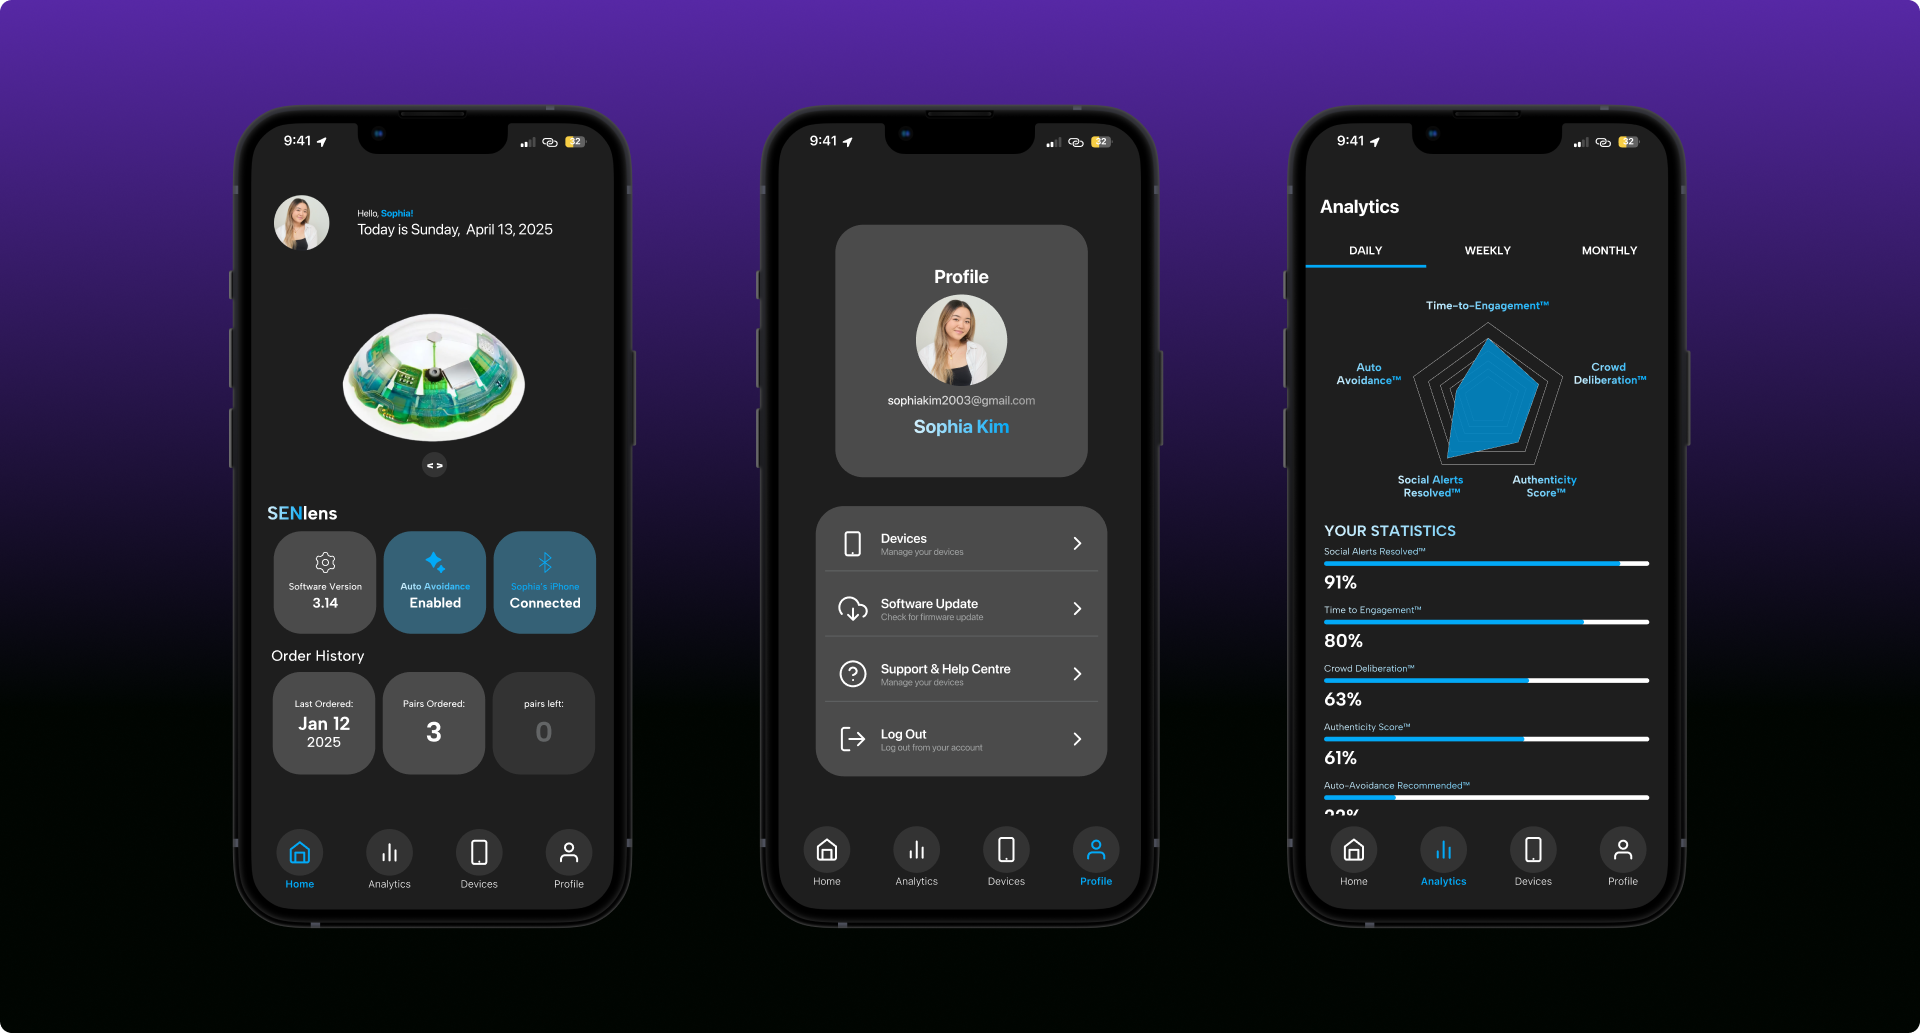 9:41
32
Hello, Sophia!
Today is Sunday, April 13, 2025
< >
SENlens
Software Version
3.14
Auto Avoidance
Enabled
Sophia's iPhone
Connected
Order History
Last Ordered:
Jan 12
2025
Pairs Ordered:
3
pairs left:
0
Home
Analytics
Devices
Profile
9:41
32
Profile
sophiakim2003@gmail.com
Sophia Kim
Devices
Manage your devices
Software Update
Check for firmware update
Support & Help Centre
Manage your devices
Log Out
Log out from your account
Home
Analytics
Devices
Profile
9:41
32
Analytics
DAILY
WEEKLY
MONTHLY
Time-to-Engagement™
Auto
Avoidance™
Crowd
Deliberation™
Social Alerts
Resolved™
Authenticity
Score™
YOUR STATISTICS
Social Alerts Resolved™
91%
Time to Engagement™
80%
Crowd Deliberation™
63%
Authenticity Score™
61%
Auto-Avoidance Recommended™
Home
Analytics
Devices
Profile